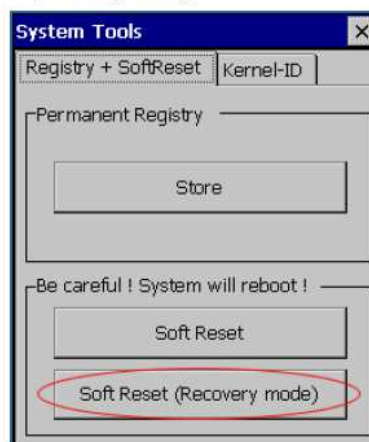 System Tools
Registry + SoftReset Kernel-ID
Permanent Registry
Store
Be careful ! System will reboot !
Soft Reset
Soft Reset (Recovery mode)